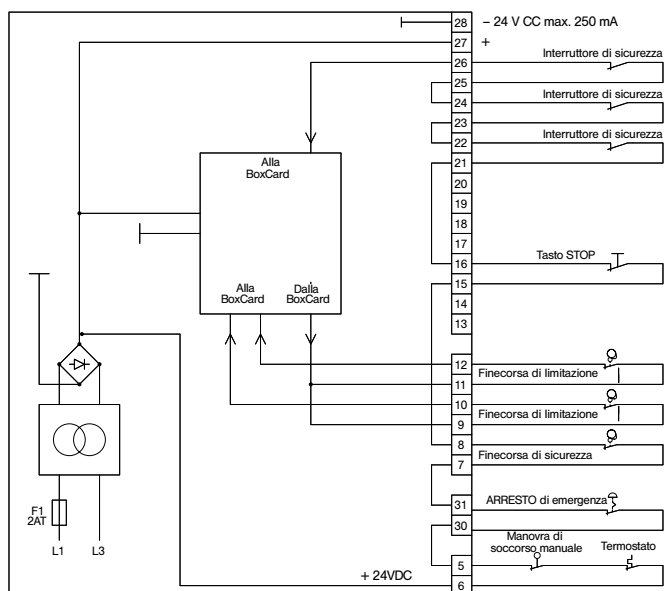 28 – 24 V CC max. 250 mA
27 +
26 Interruttore di sicurezza
25
24 Interruttore di sicurezza
23
22 Interruttore di sicurezza
21
20
19
18
17
16 Tasto STOP
15
14
13
12
Finecorsa di limitazione
11
10
Finecorsa di limitazione
9
8
Finecorsa di sicurezza
7
31 ARRESTO di emergenza
30
Manovra di
soccorso manuale
Termostato
5
+ 24VDC
6
Alla
BoxCard
Alla
BoxCard
Dalla
BoxCard
F1
2AT
L1
L3